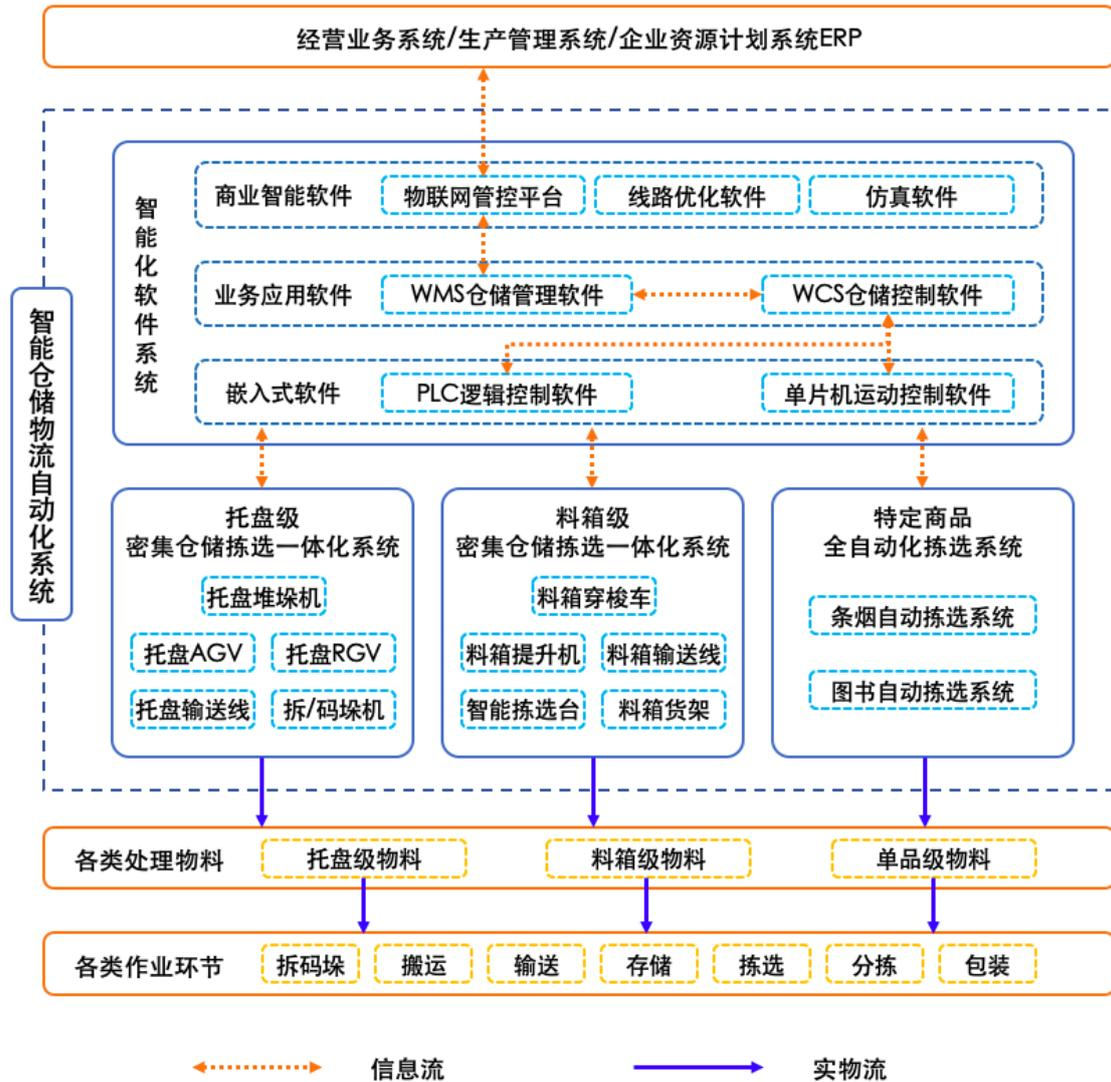 经营业务系统/生产管理系统/企业资源计划系统ERP
智能仓储物流自动化系统
智能化软件系统
商业智能软件 物联网管控平台 线路优化软件 仿真软件
业务应用软件 WMS仓储管理软件 WCS仓储控制软件
嵌入式软件 PLC逻辑控制软件 单片机运动控制软件
托盘级
密集仓储拣选一体化系统
托盘堆垛机
托盘AGV 托盘RGV
托盘输送线 拆/码垛机
料箱级
密集仓储拣选一体化系统
料箱穿梭车
料箱提升机 料箱输送线
智能拣选台 料箱货架
特定商品
全自动化拣选系统
条烟自动拣选系统
图书自动拣选系统
各类处理物料 托盘级物料 料箱级物料 单品级物料
各类作业环节 拆码垛 搬运 输送 存储 拣选 分拣 包装
信息流 实物流